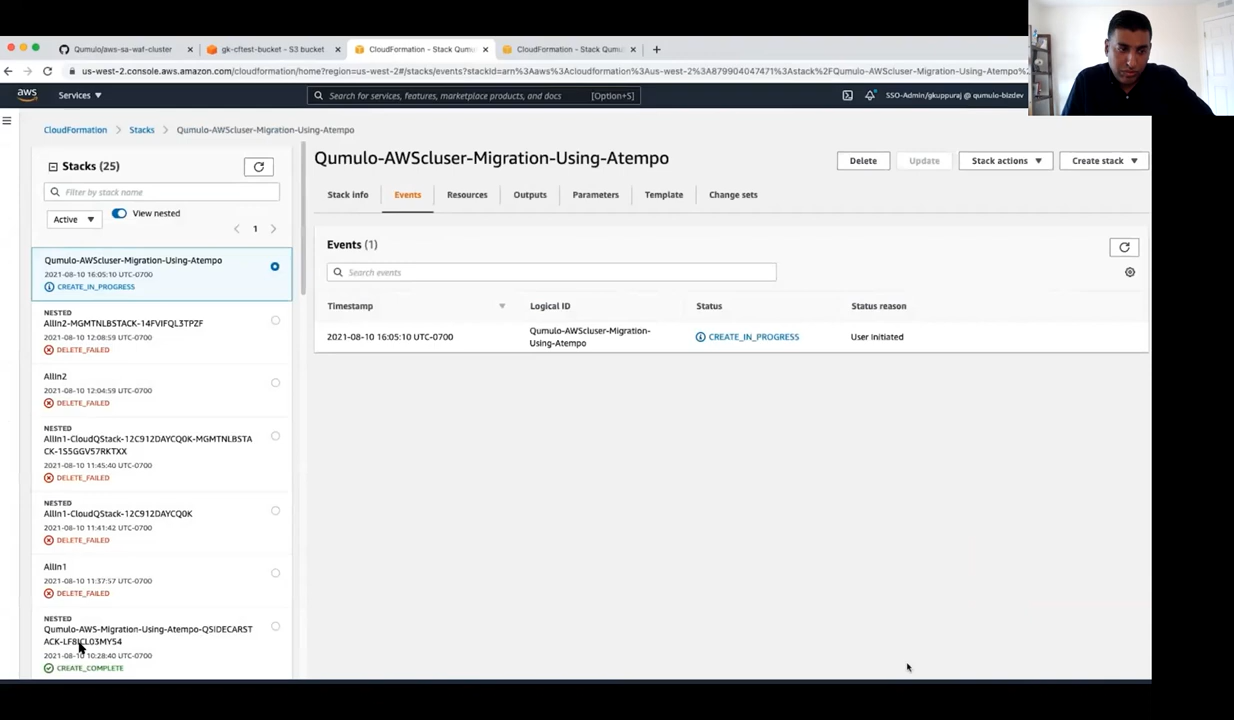 Qumulo/aws-sa-waf-cluster
gk-cftest-bucket - S3 bucket
CloudFormation - Stack Qumu
CloudFormation - Stack Qumu
us-west-2.console.aws.amazon.com/cloudformation/home?region=us-west-2#/stacks/events?stackId=arn%3Aaws%3Acloudformation%3Aus-west-2%3A879904047471%3Astack%2FQumulo-AWScluser-Migration-Using-Atempo%
aws
Services
Search for services, features, marketplace products, and docs
[Option+S]
SSO-Admin/gkuppuraj @ qumulo-bizdev
CloudFormation
Stacks
Qumulo-AWScluser-Migration-Using-Atempo
Stacks (25)
Filter by stack name
Active
View nested
1
Qumulo-AWScluser-Migration-Using-Atempo
2021-08-10 16:05:10 UTC-0700
CREATE_IN_PROGRESS
NESTED
AllIn2-MGMTNLBSTACK-14FVIFQL3TPZF
2021-08-10 12:08:59 UTC-0700
DELETE_FAILED
AllIn2
2021-08-10 12:04:59 UTC-0700
DELETE_FAILED
NESTED
AllIn1-CloudQStack-12C912DAYCQ0K-MGMTNLBSTA
CK-1S5GGV57RKTXX
2021-08-10 11:45:40 UTC-0700
DELETE_FAILED
NESTED
AllIn1-CloudQStack-12C912DAYCQ0K
2021-08-10 11:41:42 UTC-0700
DELETE_FAILED
AllIn1
2021-08-10 11:37:57 UTC-0700
DELETE_FAILED
NESTED
Qumulo-AWS-Migration-Using-Atempo-QSIDECARST
2021-08-10 10:28:40 UTC-0700
CREATE_COMPLETE
Qumulo-AWScluser-Migration-Using-Atempo
Delete
Update
Stack actions
Create stack
Stack info
Events
Resources
Outputs
Parameters
Template
Change sets
Events (1)
Search events
Timestamp
Logical ID
Status
Status reason
2021-08-10 16:05:10 UTC-0700
Qumulo-AWScluser-Migration-
Using-Atempo
CREATE_IN_PROGRESS
User Initiated